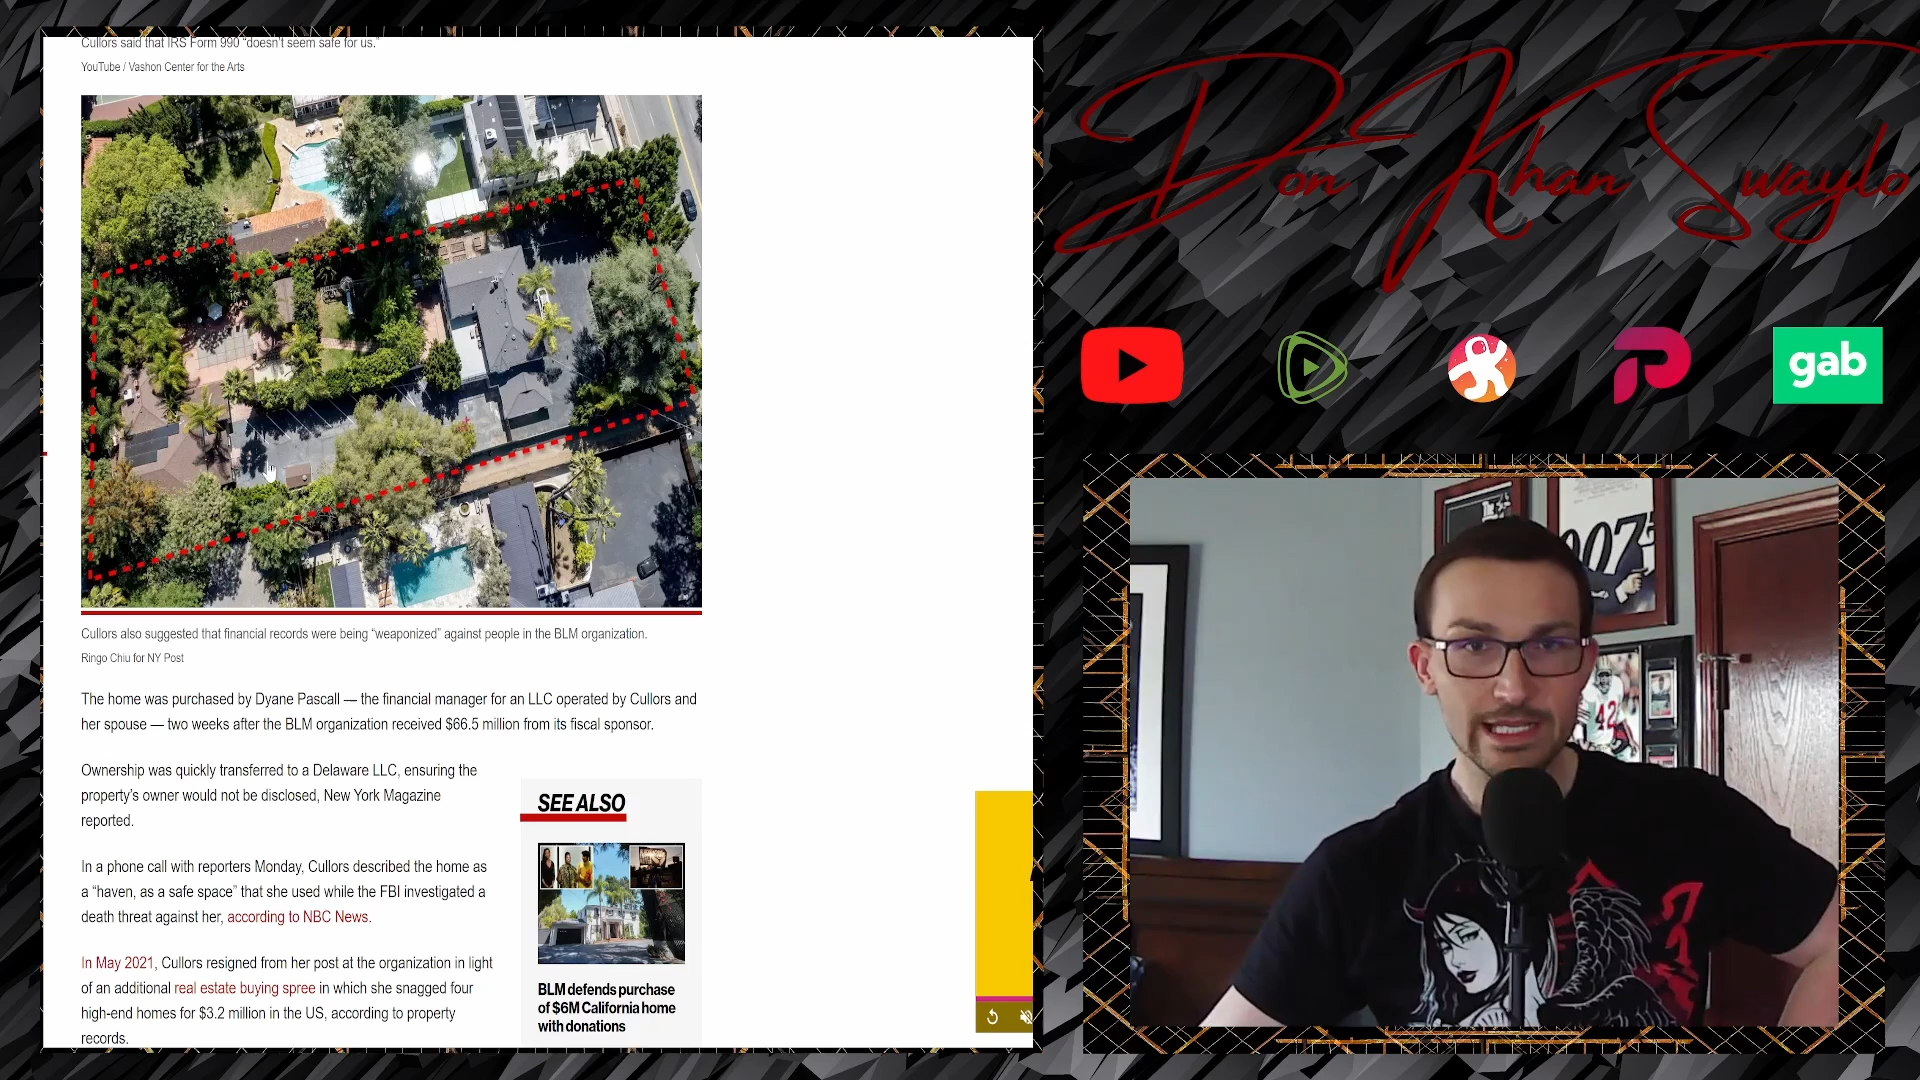 Cullors said that IRS Form 990 “doesn’t seem safe for us.”
YouTube / Vashon Center for the Arts
Cullors also suggested that financial records were being “weaponized” against people in the BLM organization.
Ringo Chiu for NY Post
The home was purchased by Dyane Pascall — the financial manager for an LLC operated by Cullors and
her spouse — two weeks after the BLM organization received $66.5 million from its fiscal sponsor.
Ownership was quickly transferred to a Delaware LLC, ensuring the
property’s owner would not be disclosed, New York Magazine
reported.
In a phone call with reporters Monday, Cullors described the home as
a “haven, as a safe space” that she used while the FBI investigated a
death threat against her, according to NBC News.
In May 2021, Cullors resigned from her post at the organization in light
of an additional real estate buying spree in which she snagged four
high-end homes for $3.2 million in the US, according to property
records.
SEE ALSO
BLM defends purchase
of $6M California home
with donations
Don Khan Swaylo
gab
007
42